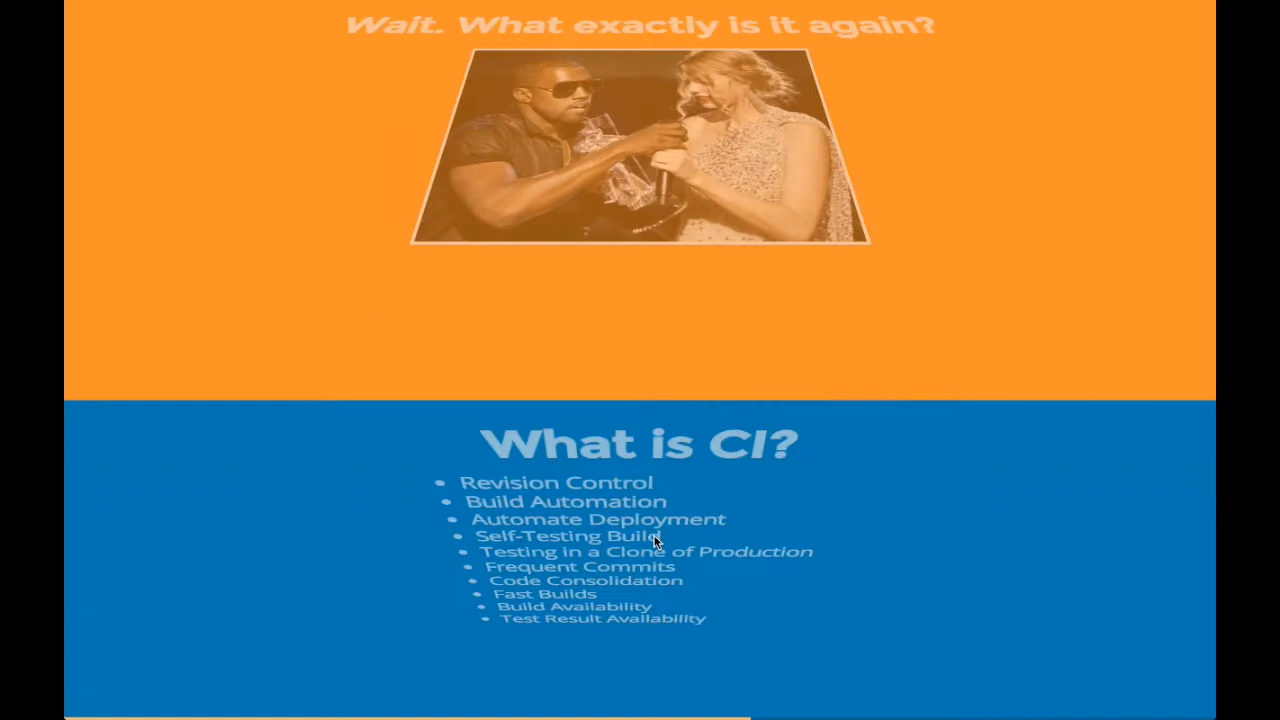 Wait. What exactly is it again?
What is CI?
• Revision Control
• Build Automation
• Automate Deployment
• Self-Testing Build
• Testing in a Clone of Production
• Frequent Commits
• Code Consolidation
• Fast Builds
• Build Availability
• Test Result Availability